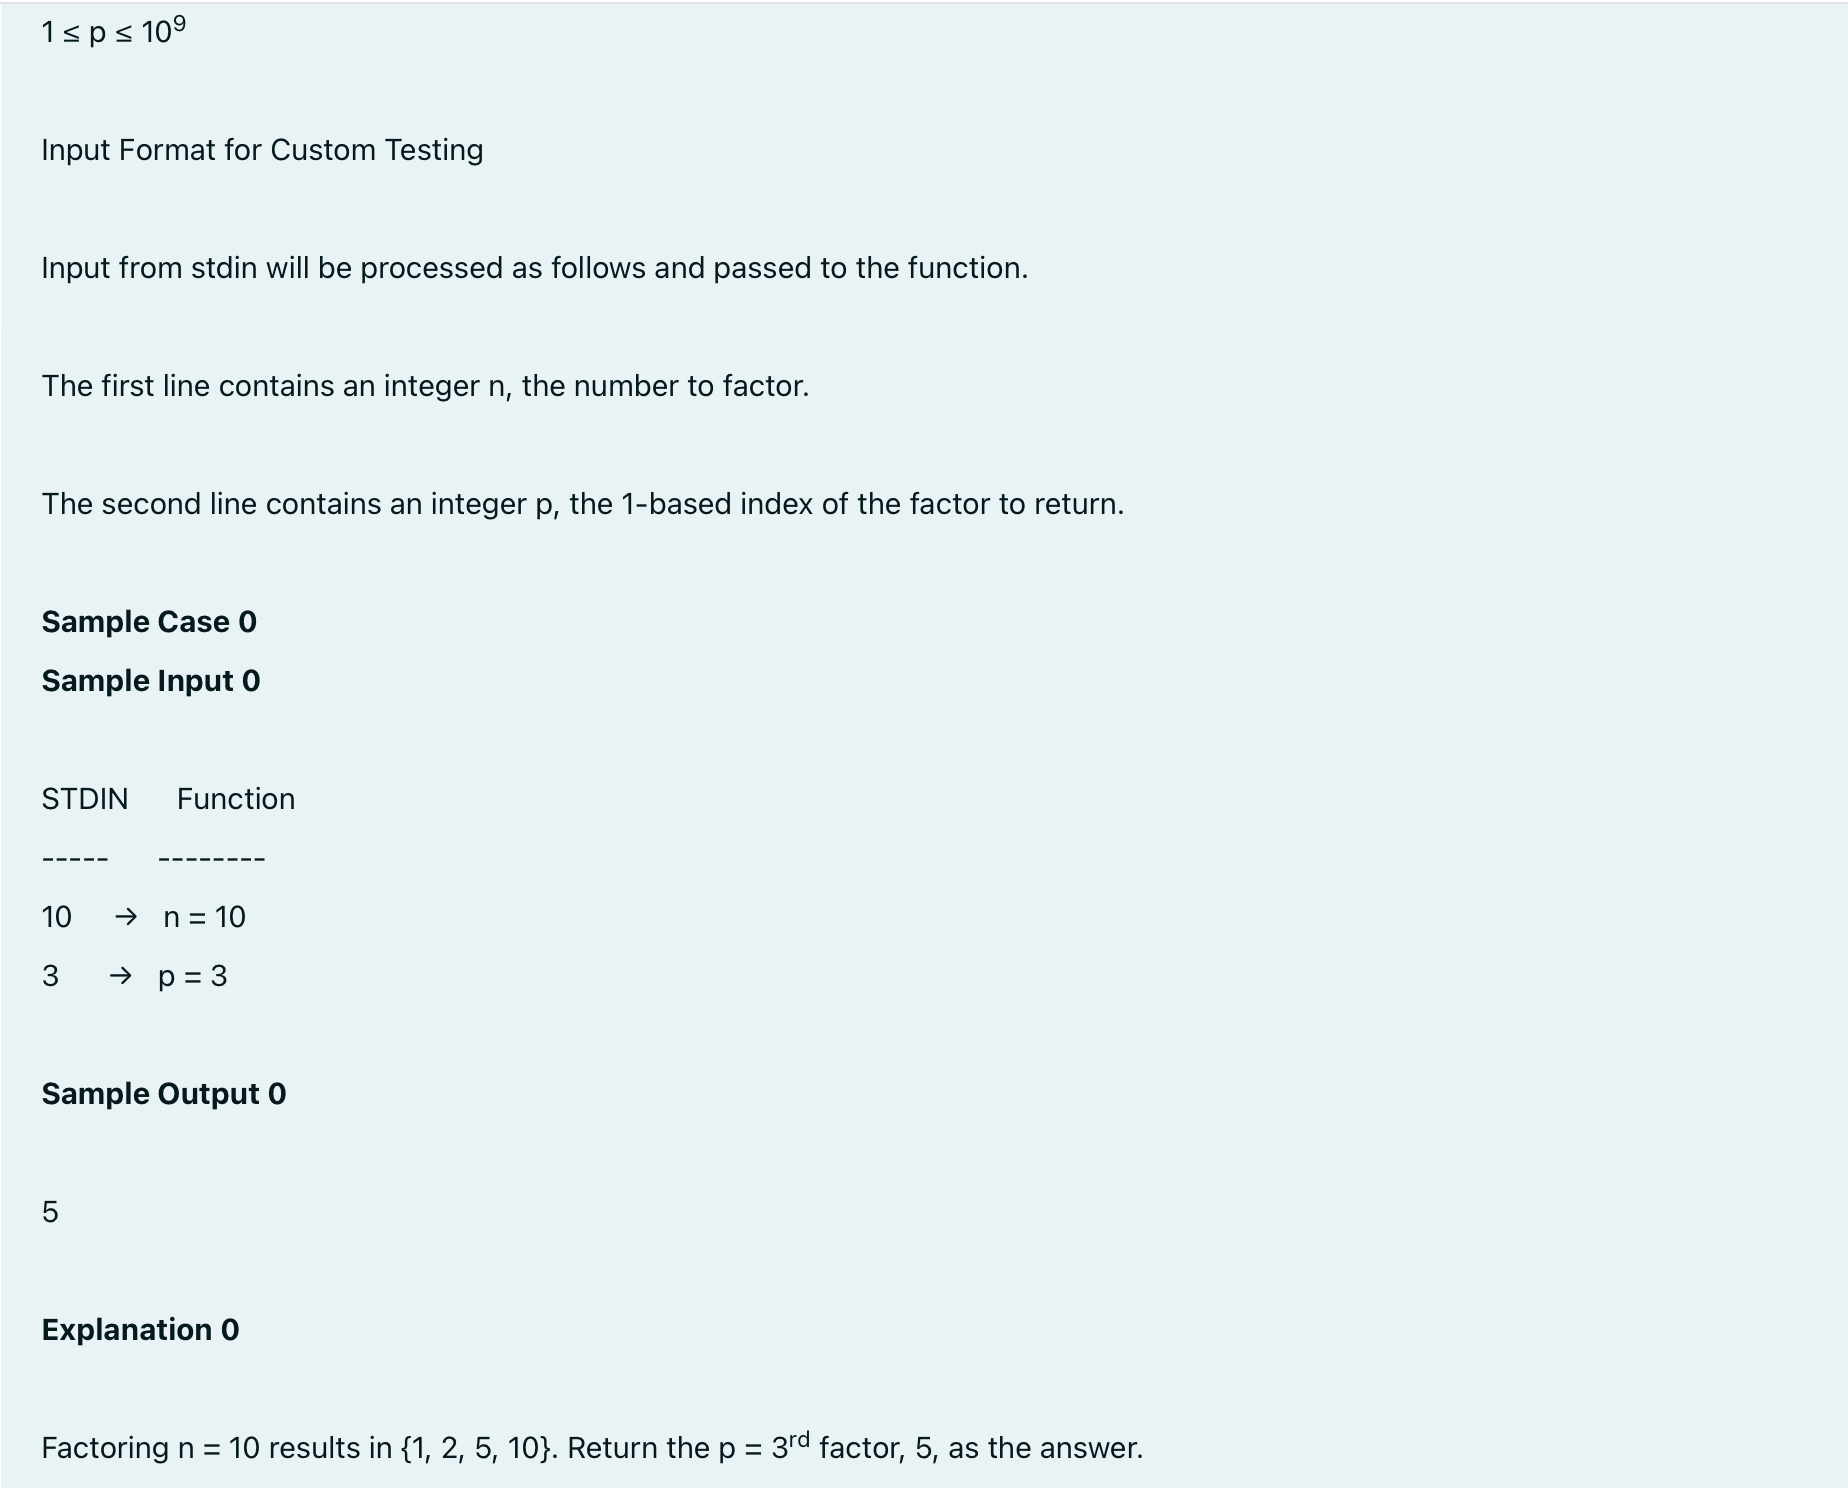 1 ≤ p ≤ 10⁹
Input Format for Custom Testing
Input from stdin will be processed as follows and passed to the function.
The first line contains an integer n, the number to factor.
The second line contains an integer p, the 1-based index of the factor to return.
Sample Case 0
Sample Input 0
STDIN Function
----- --------
10 → n = 10
3 → p = 3
Sample Output 0
5
Explanation 0
Factoring n = 10 results in {1, 2, 5, 10}. Return the p = 3ʳᵈ factor, 5, as the answer.